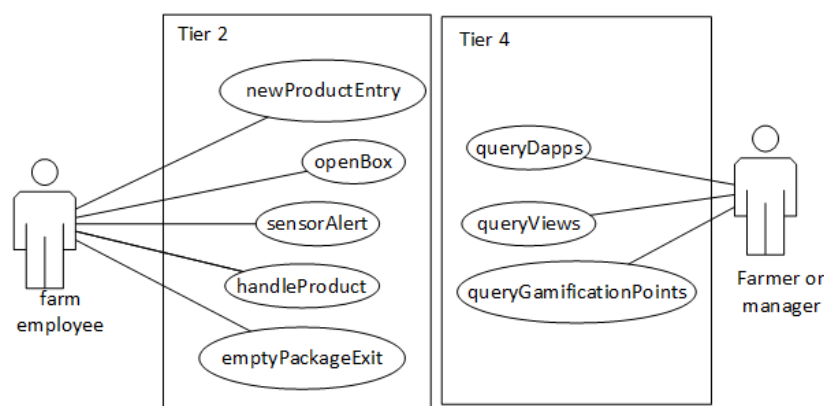 Tier 2
newProductEntry
openBox
sensorAlert
handleProduct
emptyPackageExit
farm
employee
Tier 4
queryDapps
queryViews
queryGamificationPoints
Farmer or
manager